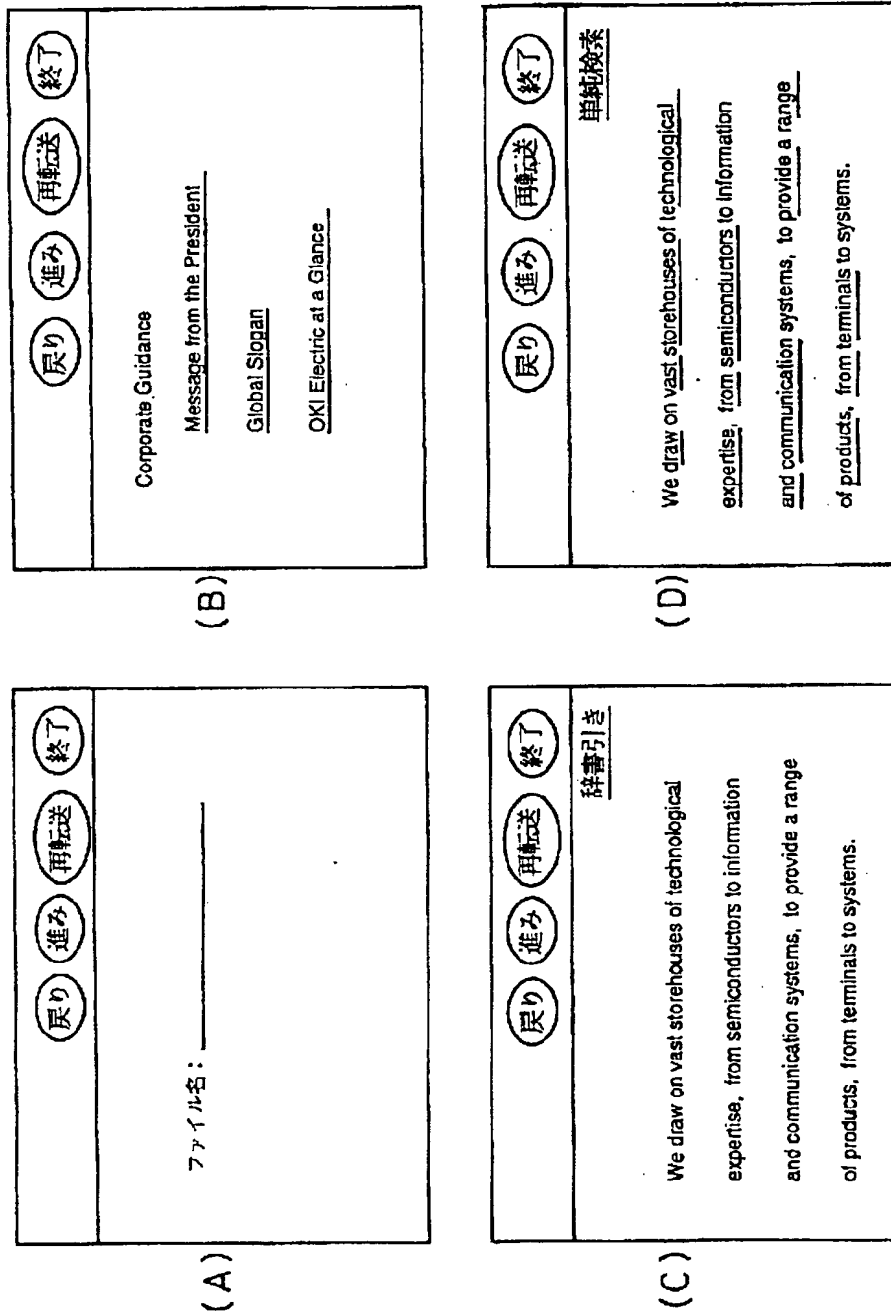 (A)
戻り 進み 再転送 終了
ファイル名：
(B)
戻り 進み 再転送 終了
Corporate Guidance
Message from the President
Global Slogan
OKI Electric at a Glance
(C)
戻り 進み 再転送 終了
辞書引き
We draw on vast storehouses of technological
expertise, from semiconductors to information
and communication systems, to provide a range
of products, from terminals to systems.
(D)
戻り 進み 再転送 終了
単純検索
We draw on vast storehouses of technological
expertise, from semiconductors to information
and communication systems, to provide a range
of products, from terminals to systems.